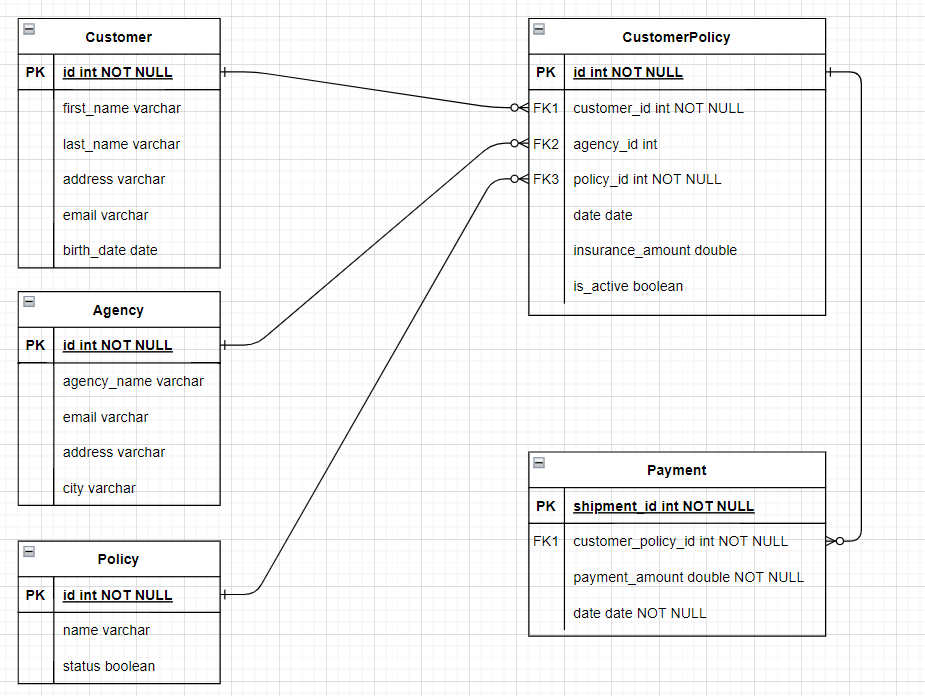 Customer
PK id int NOT NULL
first_name varchar
last_name varchar
address varchar
email varchar
birth_date date
Agency
PK id int NOT NULL
agency_name varchar
email varchar
address varchar
city varchar
Policy
PK id int NOT NULL
name varchar
status boolean
CustomerPolicy
PK id int NOT NULL
FK1 customer_id int NOT NULL
FK2 agency_id int
FK3 policy_id int NOT NULL
date date
insurance_amount double
is_active boolean
Payment
PK shipment_id int NOT NULL
FK1 customer_policy_id int NOT NULL
payment_amount double NOT NULL
date date NOT NULL